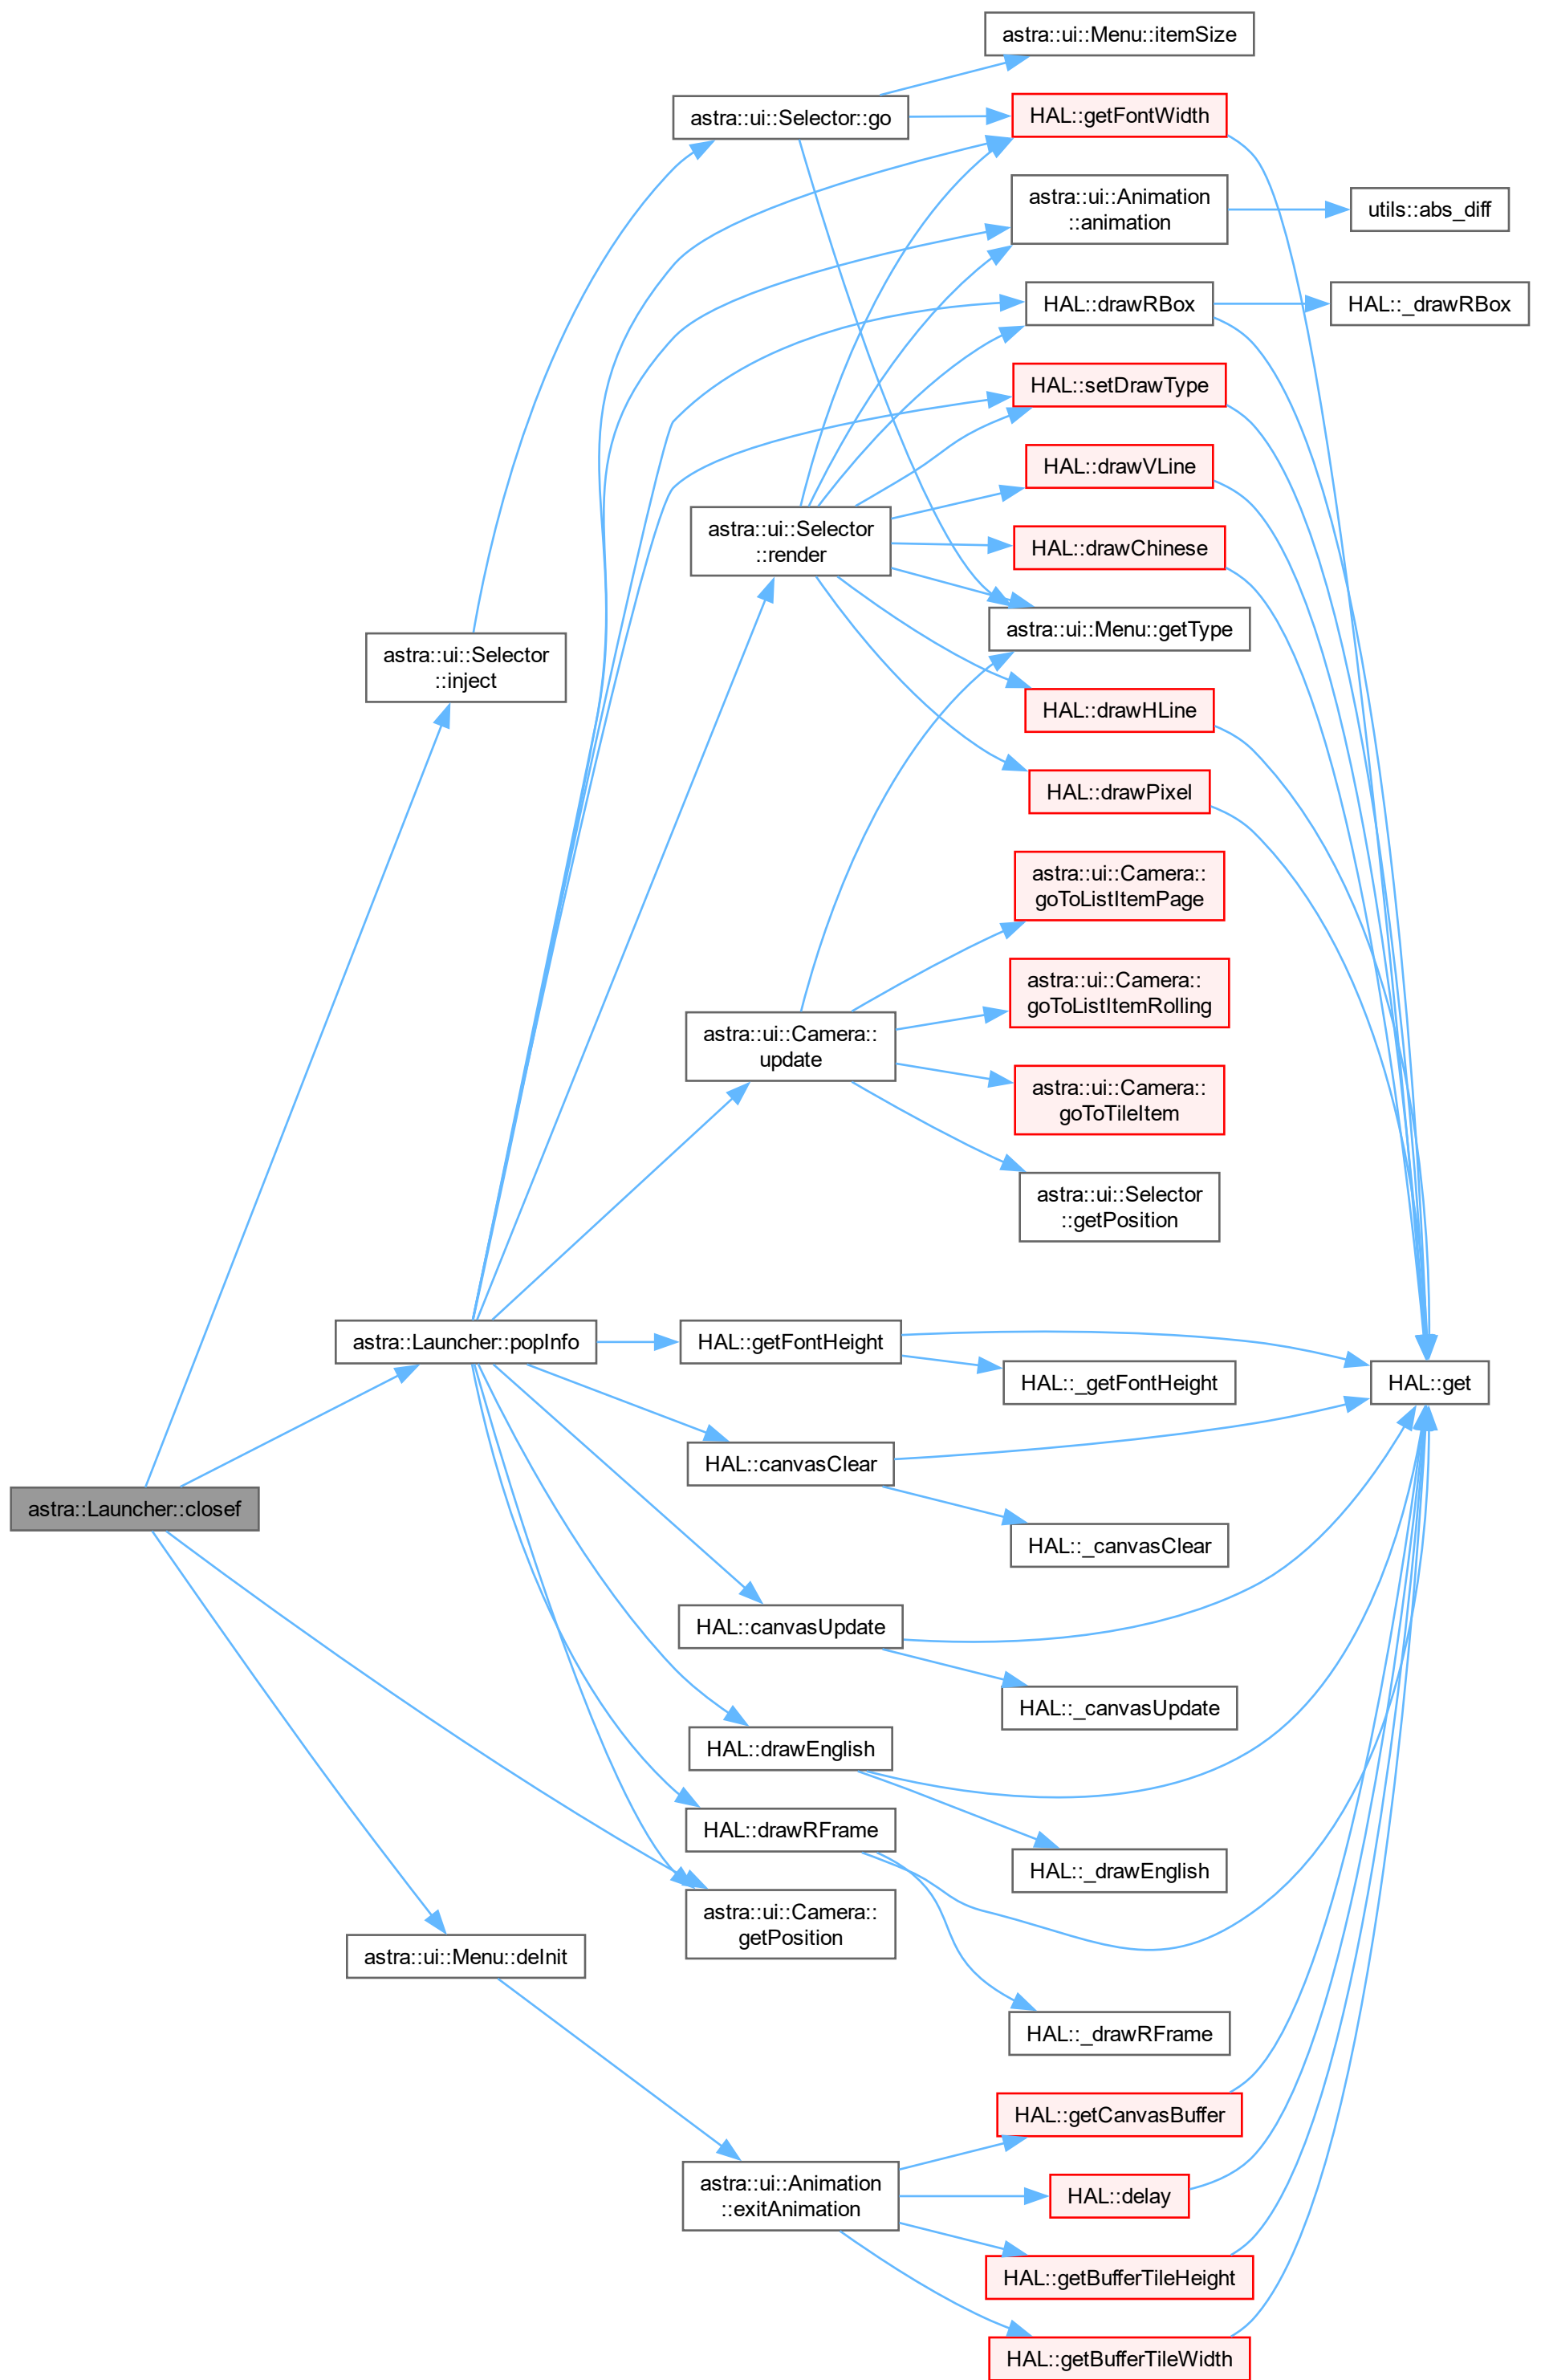 astra::ui::Menu::itemSize
astra::ui::Selector::go
HAL::getFontWidth
astra::ui::Animation
::animation
utils::abs_diff
HAL::drawRBox
HAL::_drawRBox
HAL::setDrawType
HAL::drawVLine
astra::ui::Selector
::render
HAL::drawChinese
astra::ui::Menu::getType
astra::ui::Selector
::inject
HAL::drawHLine
HAL::drawPixel
astra::ui::Camera::
goToListItemPage
astra::ui::Camera::
goToListItemRolling
astra::ui::Camera::
update
astra::ui::Camera::
goToTileItem
astra::ui::Selector
::getPosition
astra::Launcher::popInfo
HAL::getFontHeight
HAL::_getFontHeight
HAL::get
HAL::canvasClear
astra::Launcher::closef
HAL::_canvasClear
HAL::canvasUpdate
HAL::_canvasUpdate
HAL::drawEnglish
HAL::drawRFrame
HAL::_drawEnglish
astra::ui::Camera::
getPosition
astra::ui::Menu::deInit
HAL::_drawRFrame
HAL::getCanvasBuffer
astra::ui::Animation
::exitAnimation
HAL::delay
HAL::getBufferTileHeight
HAL::getBufferTileWidth